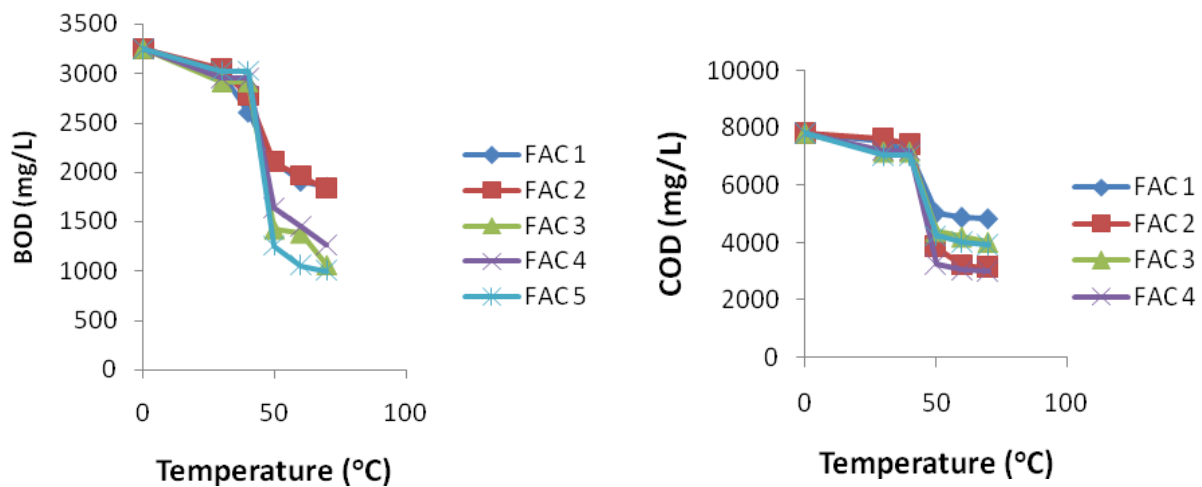 3500
3000
2500
2000
1500
1000
500
0
0
50
100
BOD (mg/L)
Temperature (°C)
FAC 1
FAC 2
FAC 3
FAC 4
FAC 5
10000
8000
6000
4000
2000
0
0
50
100
COD (mg/L)
Temperature (°C)
FAC 1
FAC 2
FAC 3
FAC 4